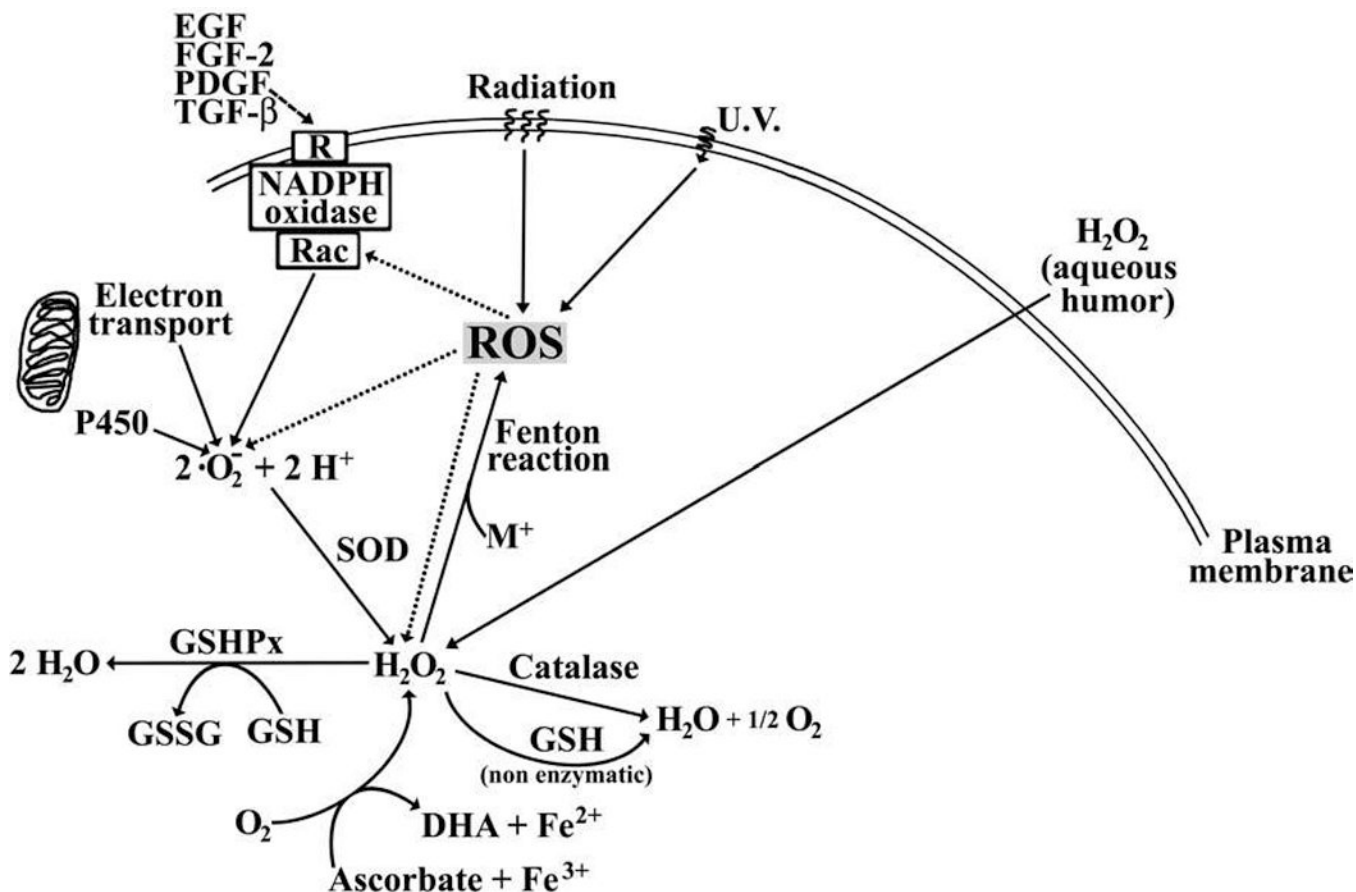 EGF
FGF-2
PDGF
TGF-β
Radiation
U.V.
R
NADPH
oxidase
Rac
H₂O₂
(aqueous
humor)
Electron
transport
ROS
P450
Fenton
reaction
2 ·O₂⁻ + 2 H⁺
M⁺
SOD
Plasma
membrane
2 H₂O
GSHPx
H₂O₂
Catalase
GSSG
GSH
H₂O + 1/2 O₂
GSH
(non enzymatic)
O₂
DHA + Fe²⁺
Ascorbate + Fe³⁺